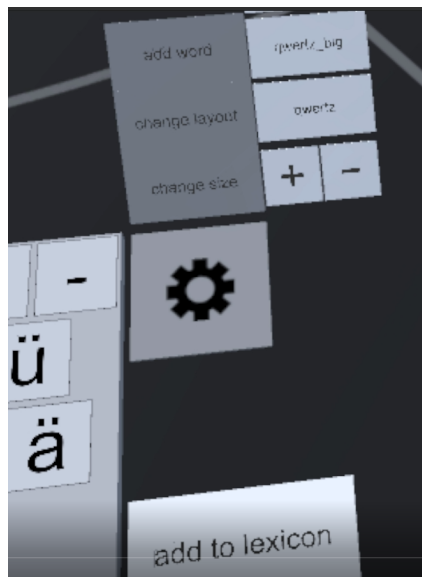 add word
qwertz_big
change layout
qwertz
change size
+ -
-
ü
ä
add to lexicon